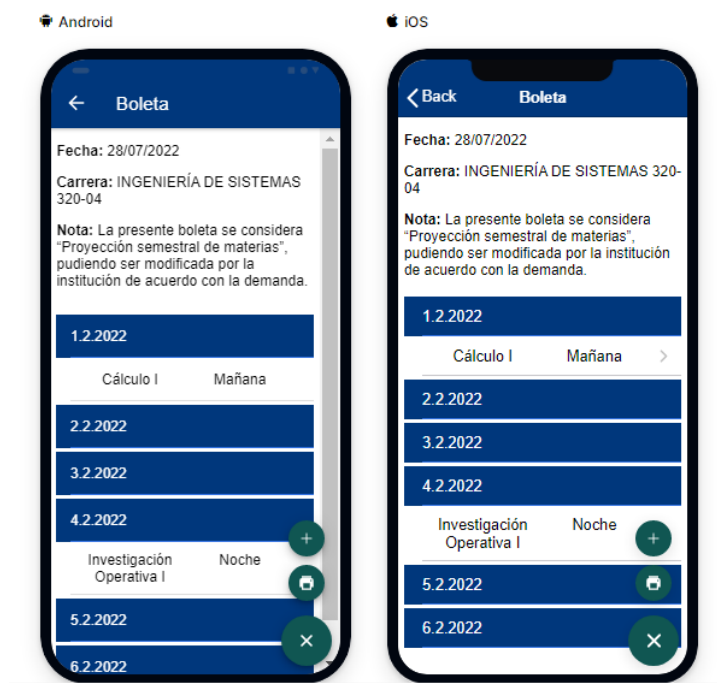 Android
Boleta
Fecha: 28/07/2022
Carrera: INGENIERÍA DE SISTEMAS
320-04
Nota: La presente boleta se considera
“Proyección semestral de materias”,
pudiendo ser modificada por la
institución de acuerdo con la demanda.
1.2.2022
Cálculo I Mañana
2.2.2022
3.2.2022
4.2.2022
Investigación Noche
Operativa I
5.2.2022
6.2.2022
iOS
Back Boleta
Fecha: 28/07/2022
Carrera: INGENIERÍA DE SISTEMAS 320-
04
Nota: La presente boleta se considera
“Proyección semestral de materias”,
pudiendo ser modificada por la institución
de acuerdo con la demanda.
1.2.2022
Cálculo I Mañana
2.2.2022
3.2.2022
4.2.2022
Investigación Noche
Operativa I
5.2.2022
6.2.2022